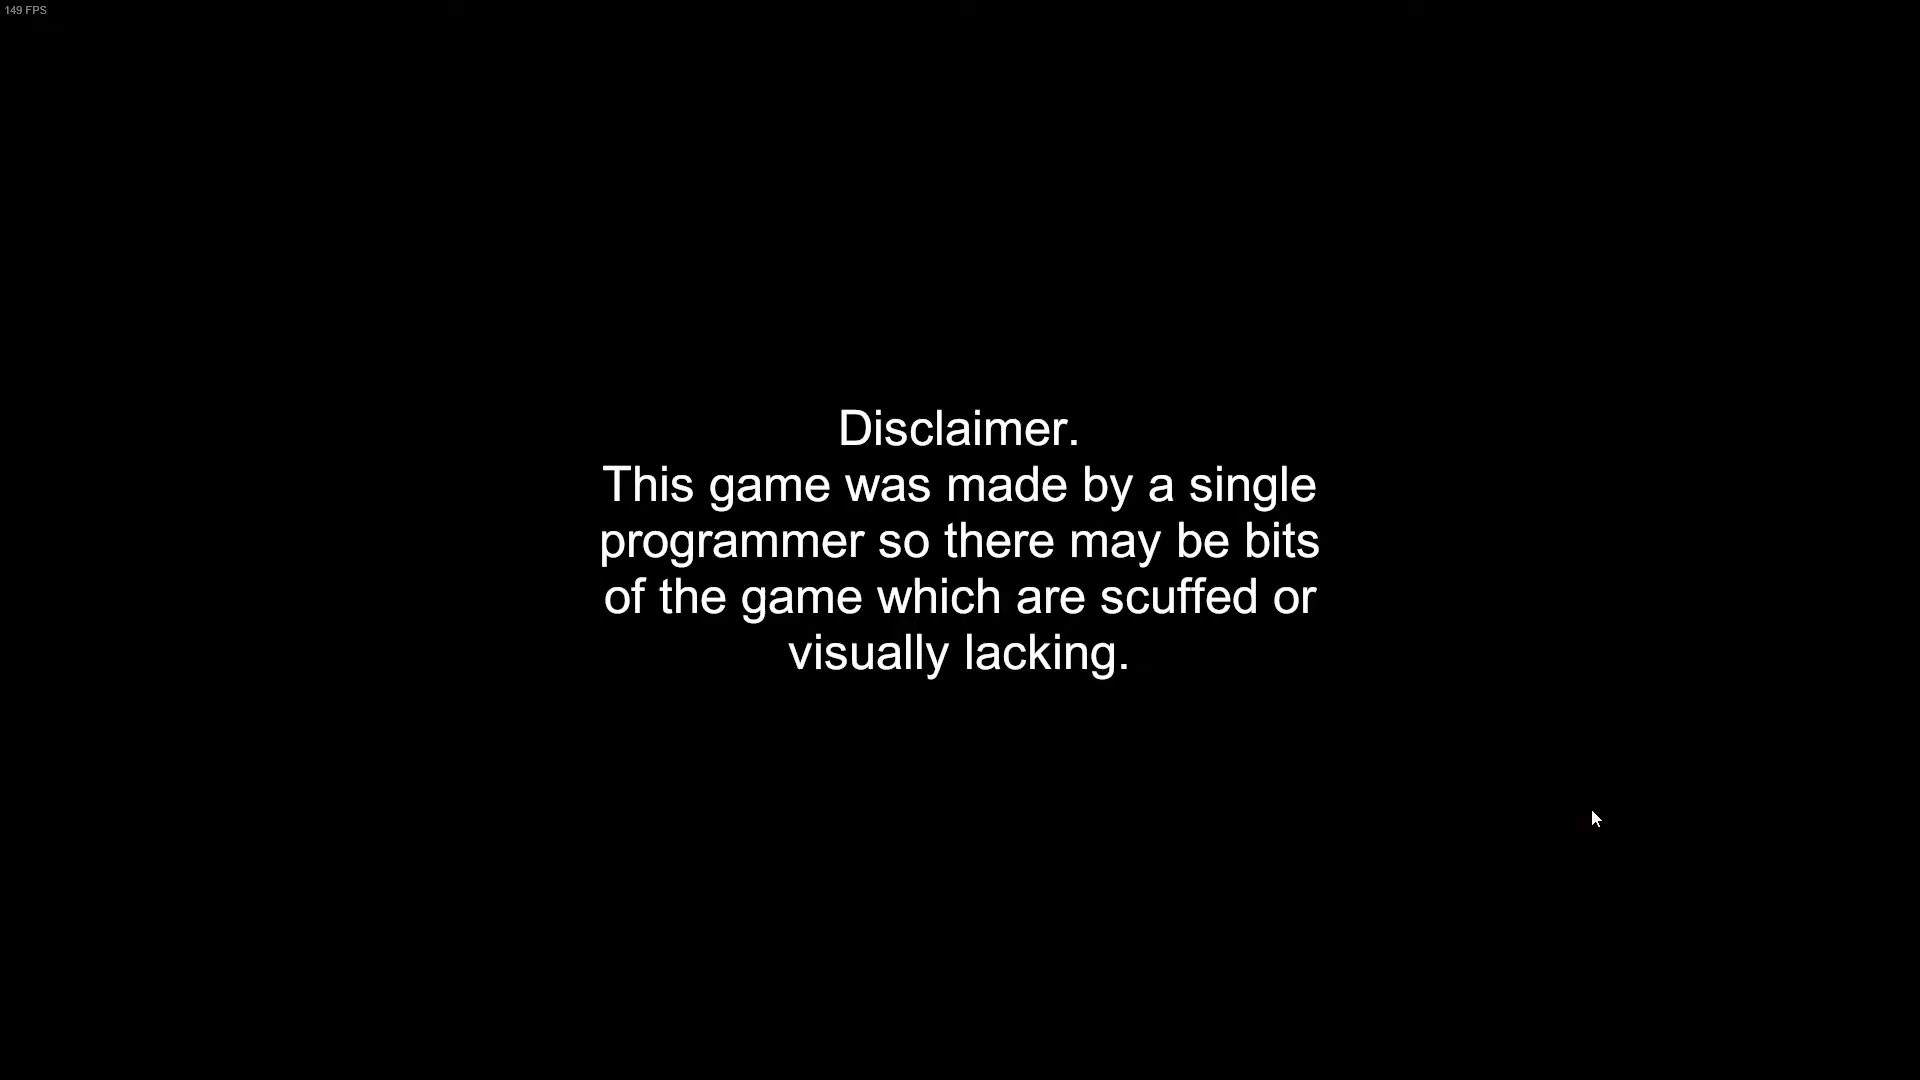 149 FPS
Disclaimer.
This game was made by a single
programmer so there may be bits
of the game which are scuffed or
visually lacking.